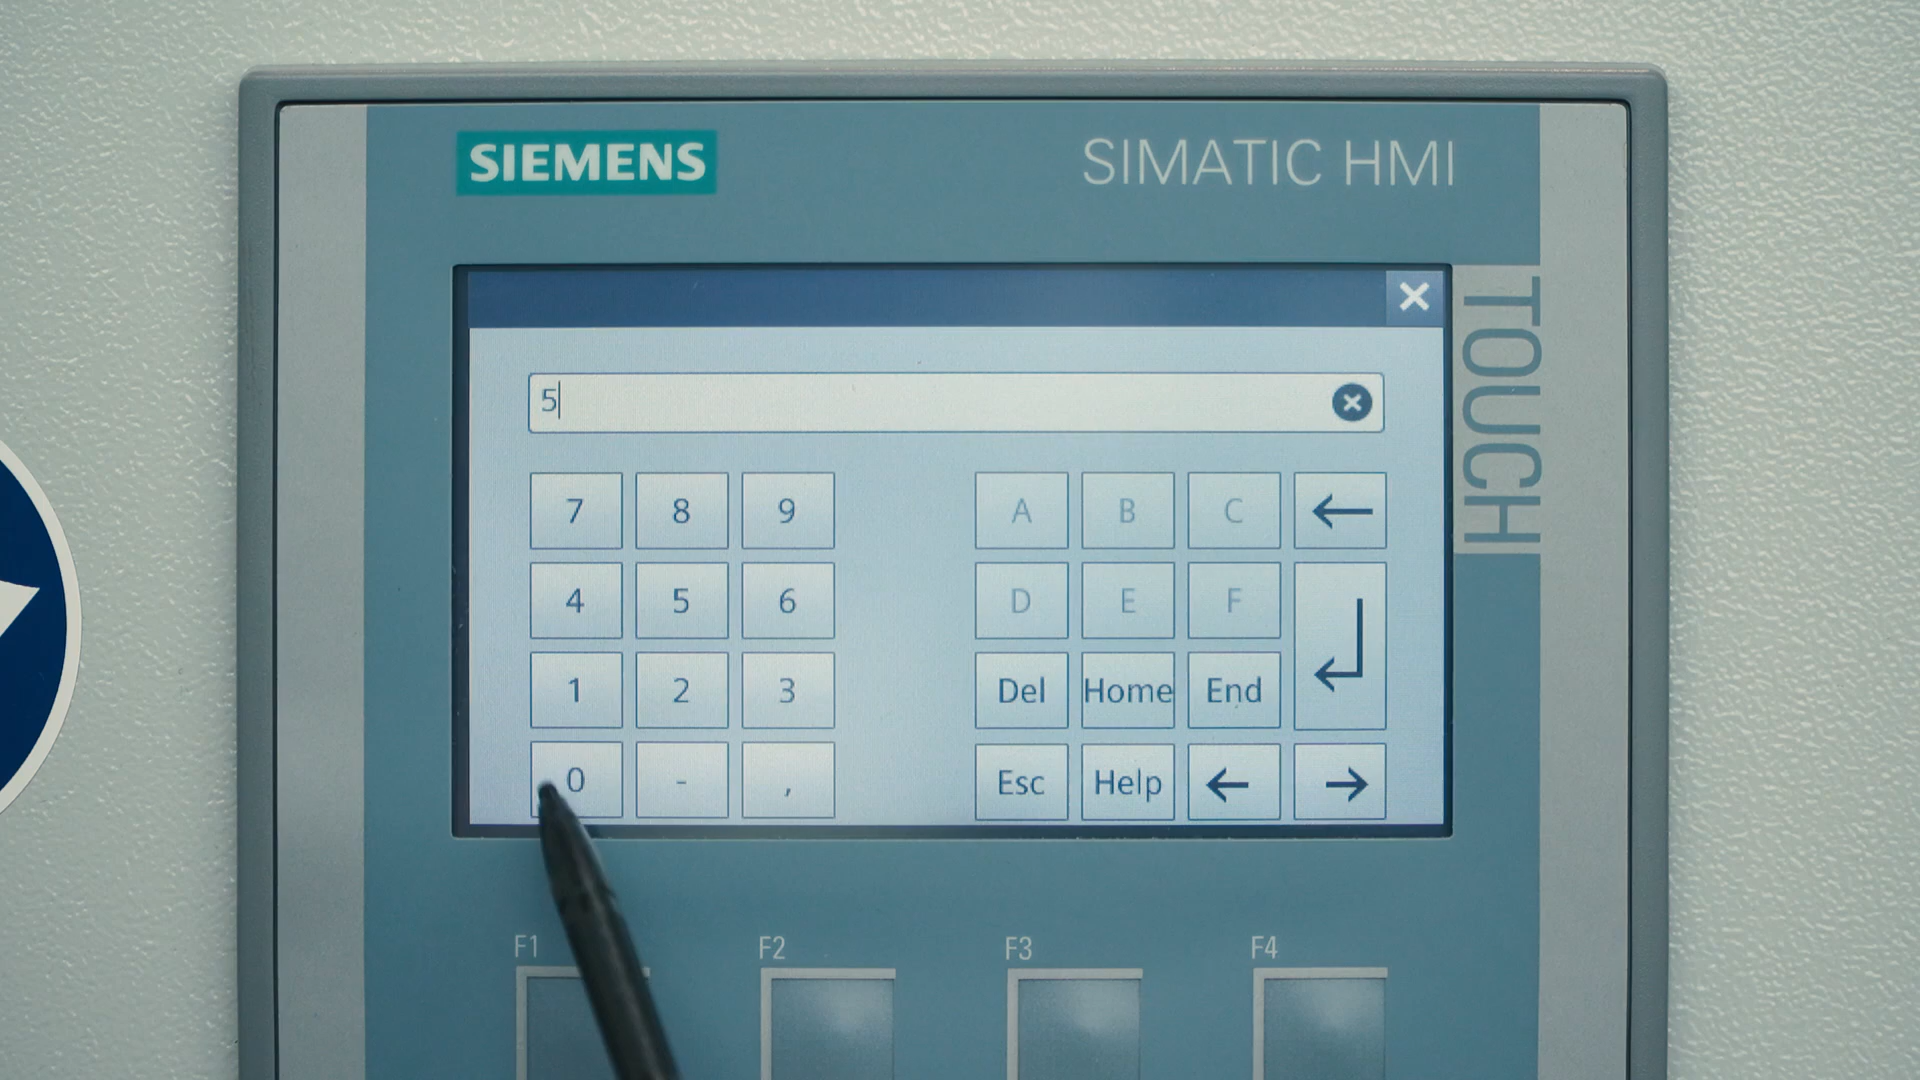 SIEMENS
SIMATIC HMI
TOUCH
5
7 8 9 A B C
4 5 6 D E F
1 2 3 Del Home End
0 - , Esc Help
F1 F2 F3 F4